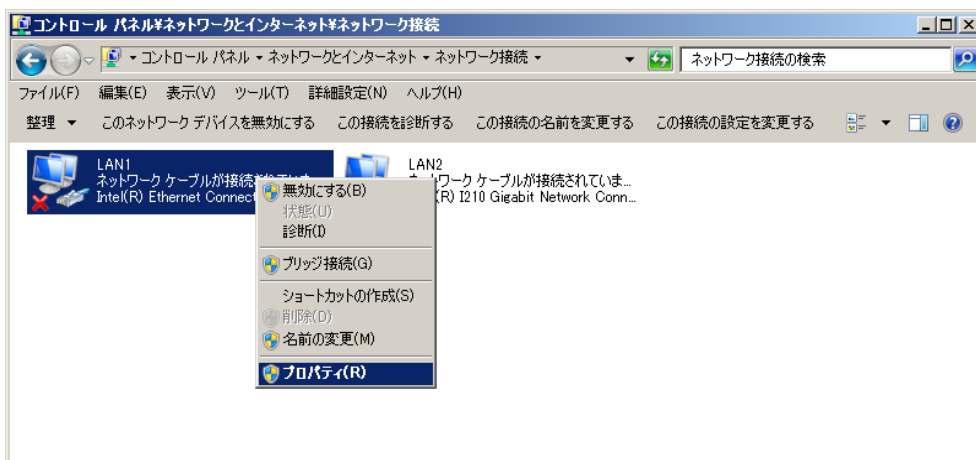 コントロール パネル¥ネットワークとインターネット¥ネットワーク接続
コントロール パネル ネットワークとインターネット ネットワーク接続
ネットワーク接続の検索
ファイル(F) 編集(E) 表示(V) ツール(T) 詳細設定(N) ヘルプ(H)
整理 このネットワーク デバイスを無効にする この接続を診断する この接続の名前を変更する この接続の設定を変更する
LAN1
ネットワーク ケーブルが接続
Intel(R) Ethernet Connect
LAN2
ワーク ケーブルが接続されていま...
(R) I210 Gigabit Network Conn...
無効にする(B)
状態(U)
診断(I)
ブリッジ接続(G)
ショートカットの作成(S)
削除(D)
名前の変更(M)
プロパティ(R)